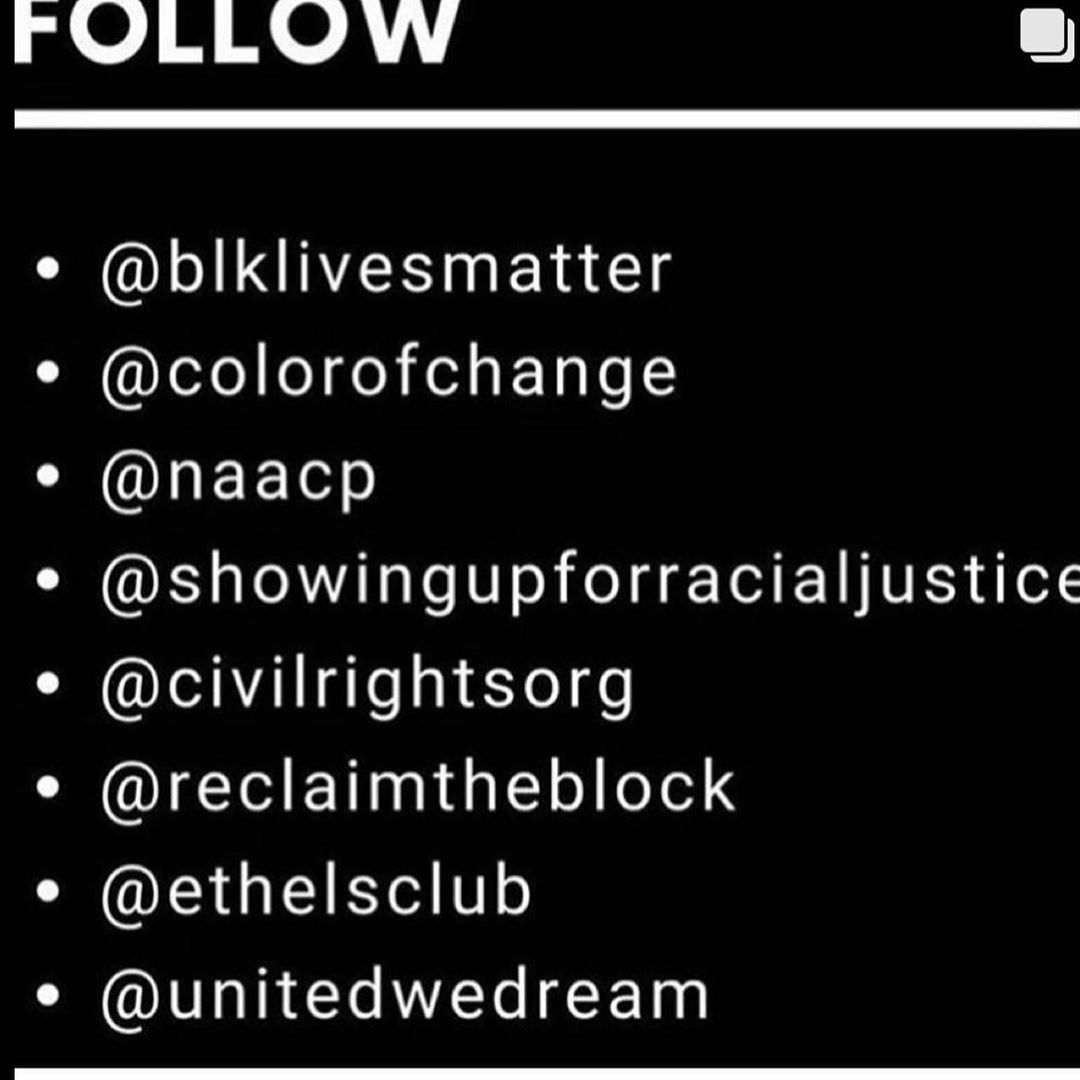 FOLLOW
• @blklivesmatter
• @colorofchange
• @naacp
• @showingupforracialjustice
• @civilrightsorg
• @reclaimtheblock
• @ethelsclub
• @unitedwedream